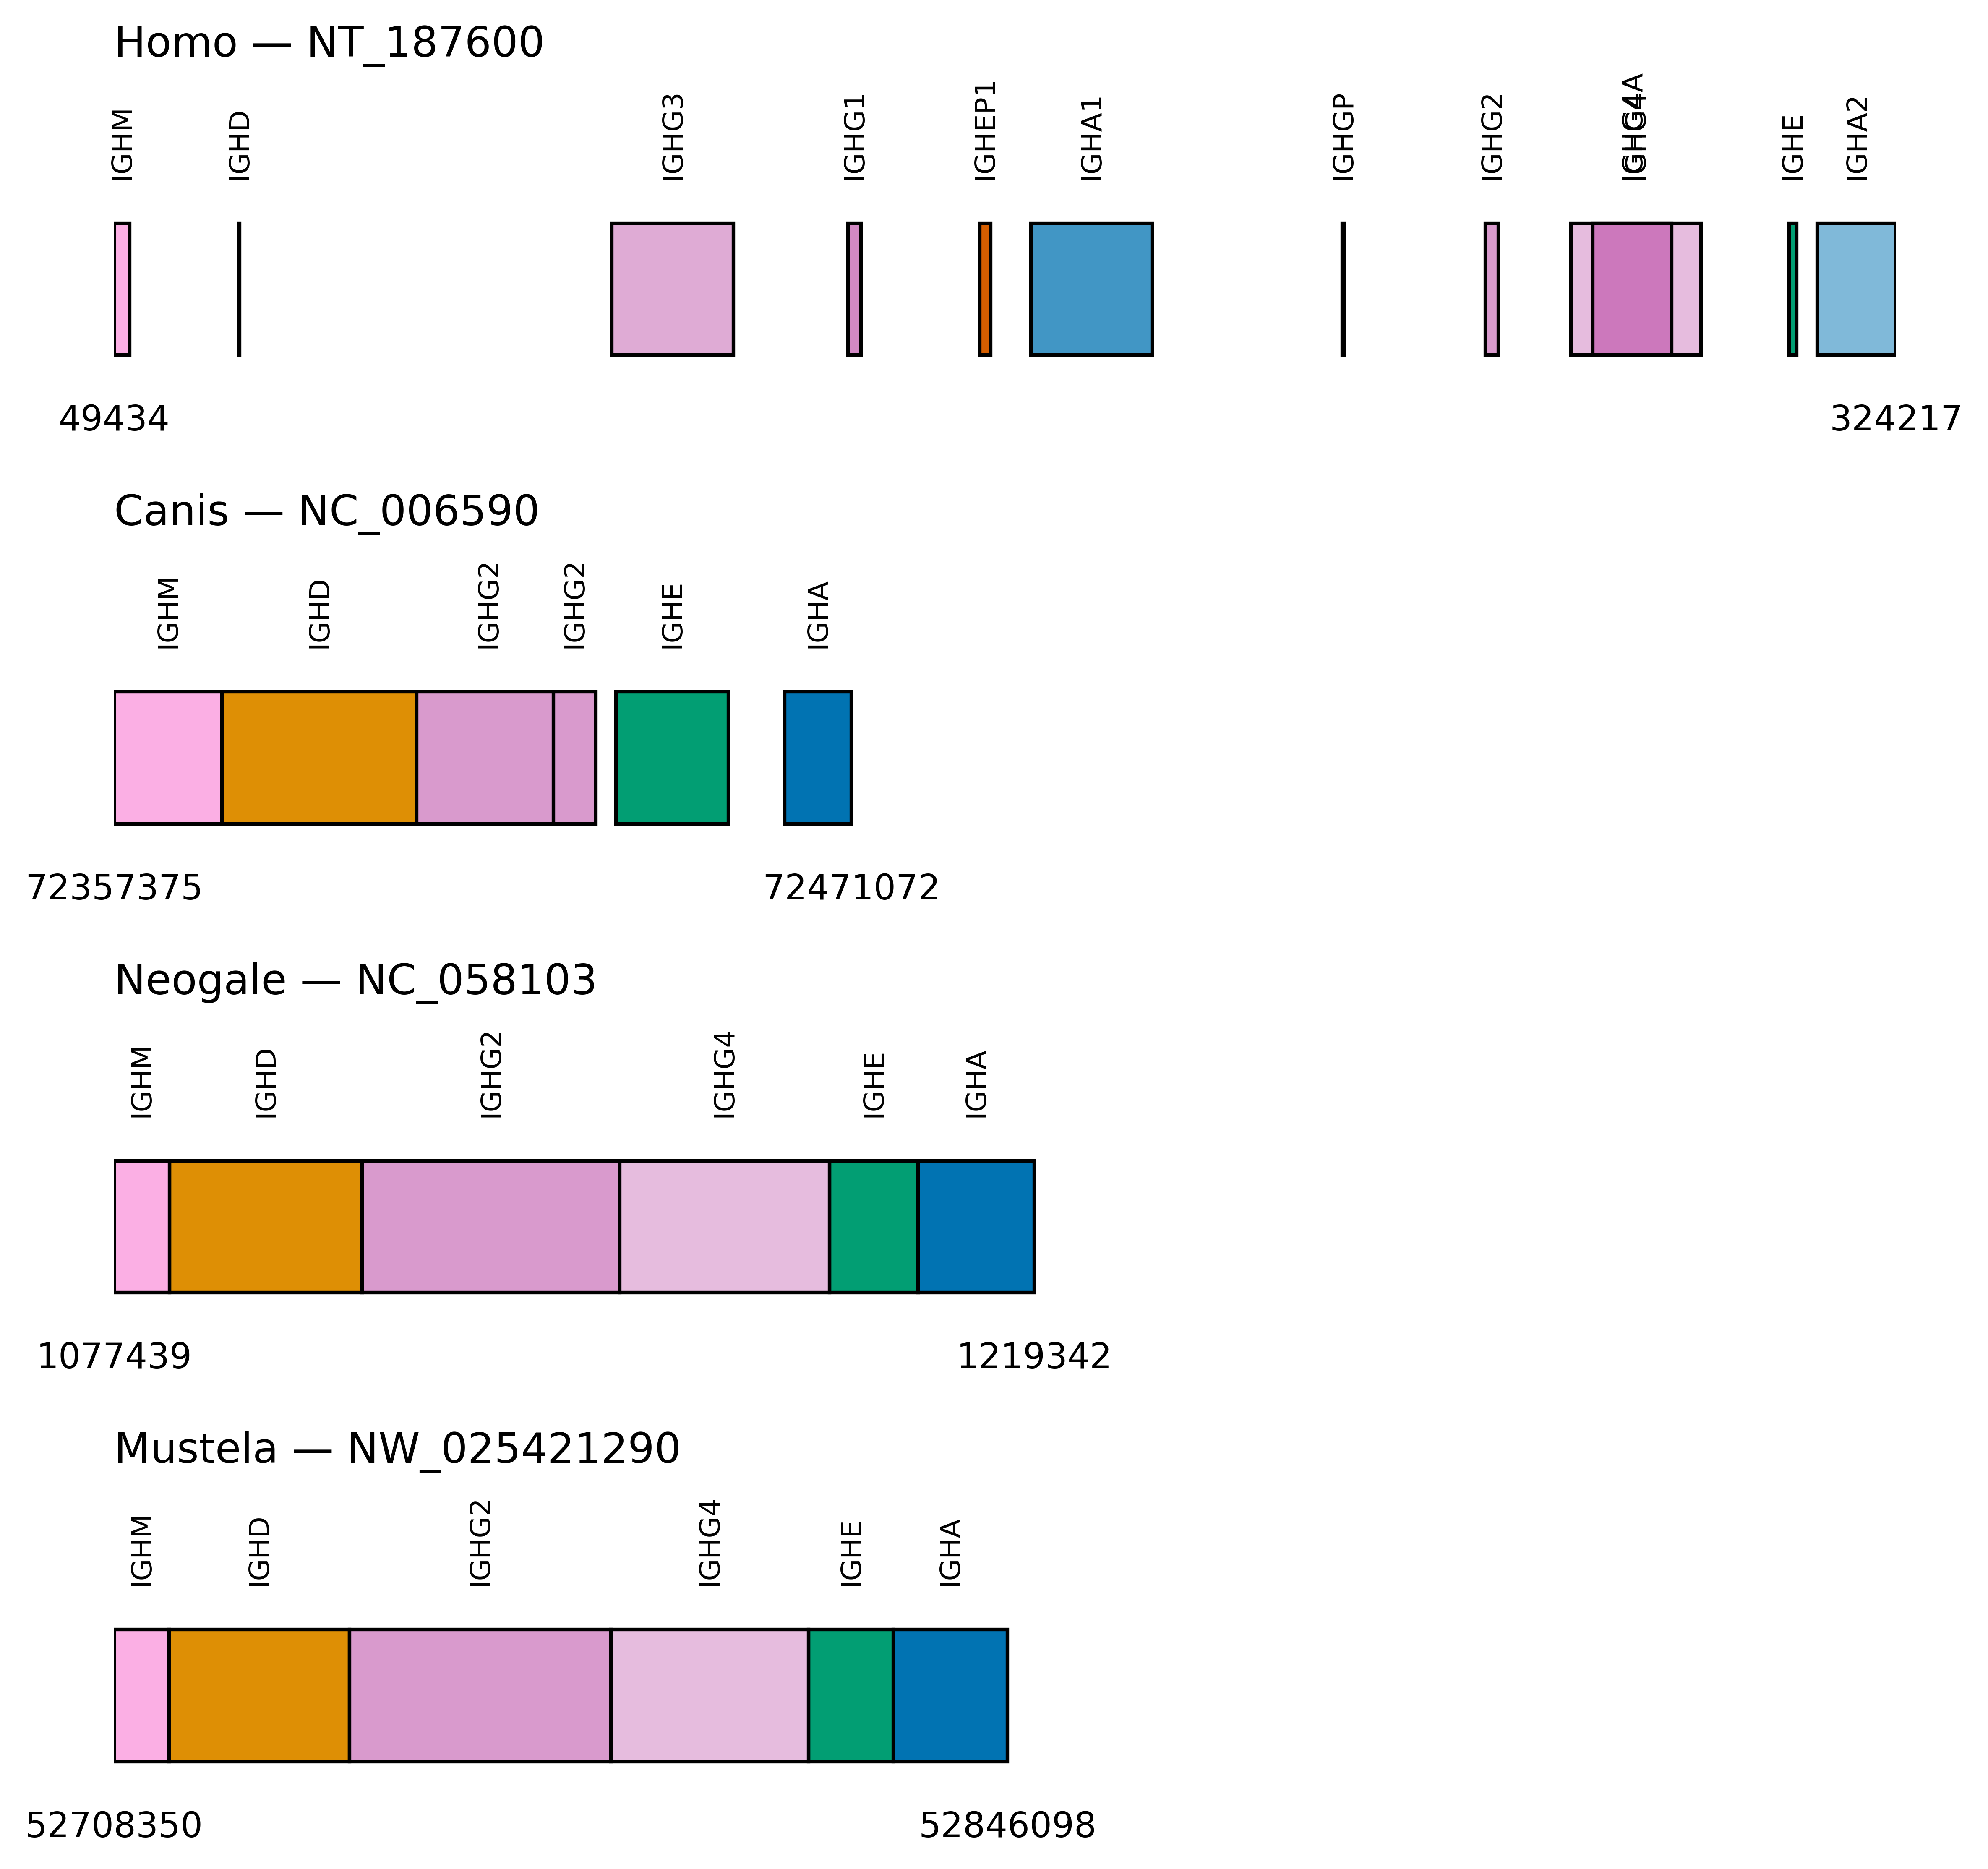 Homo — NT_187600
IGHM
IGHD
IGHG3
IGHG1
IGHEP1
IGHA1
IGHGP
IGHG2
IGHG4
IGHG4A
IGHE
IGHA2
49434
324217
Canis — NC_006590
IGHM
IGHD
IGHG2
IGHG2
IGHE
IGHA
72357375
72471072
Neogale — NC_058103
IGHM
IGHD
IGHG2
IGHG4
IGHE
IGHA
1077439
1219342
Mustela — NW_025421290
IGHM
IGHD
IGHG2
IGHG4
IGHE
IGHA
52708350
52846098